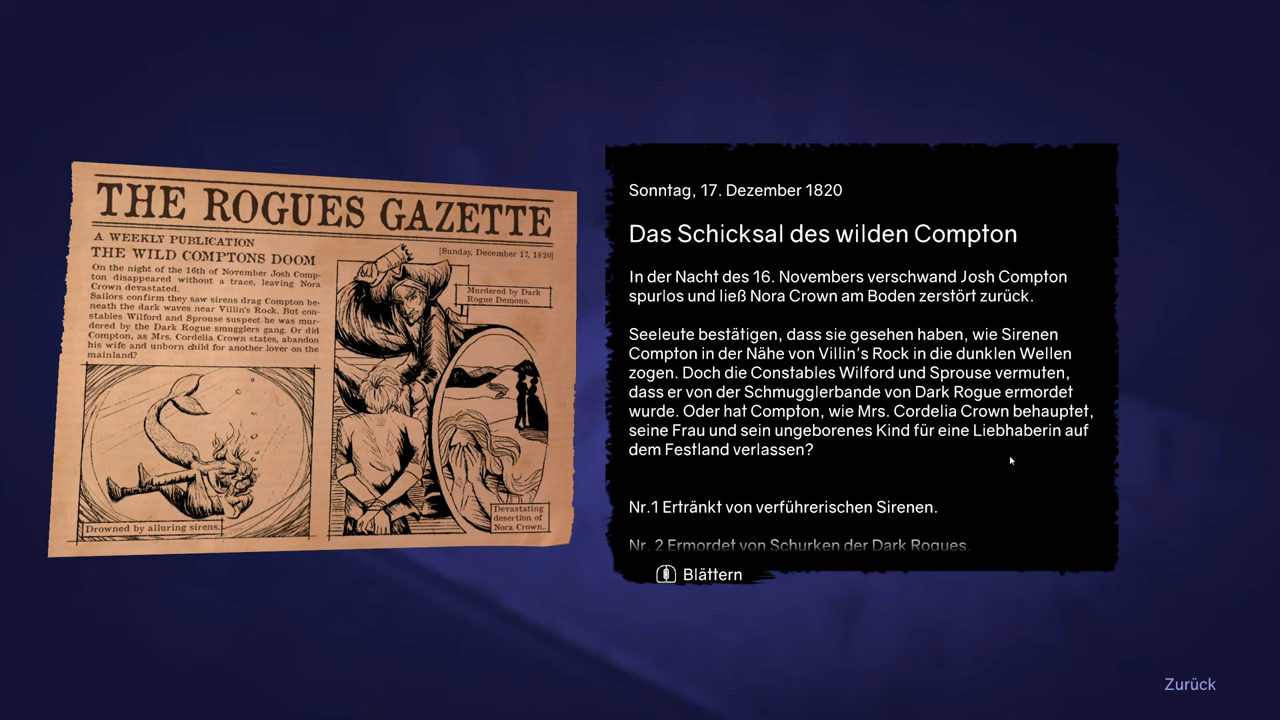 THE ROGUES GAZETTE
A WEEKLY PUBLICATION
[Sunday, December 17, 1820]
THE WILD COMPTONS DOOM
On the night of the 16th of November Josh Comp-
ton disappeared without a trace, leaving Nora
Crown devastated.
Sailors confirm they saw sirens drag Compton be-
neath the dark waves near Villin's Rock. But con-
stables Wilford and Sprouse suspect he was mur-
dered by the Dark Rogue smugglers gang. Or did
Compton, as Mrs. Cordelia Crown states, abandon
his wife and unborn child for another lover on the
mainland?
Murdered by Dark
Rogue Demons.
Drowned by alluring sirens.
Devastating
desertion of
Nora Crown..
Sonntag, 17. Dezember 1820
Das Schicksal des wilden Compton
In der Nacht des 16. Novembers verschwand Josh Compton
spurlos und ließ Nora Crown am Boden zerstört zurück.
Seeleute bestätigen, dass sie gesehen haben, wie Sirenen
Compton in der Nähe von Villin's Rock in die dunklen Wellen
zogen. Doch die Constables Wilford und Sprouse vermuten,
dass er von der Schmugglerbande von Dark Rogue ermordet
wurde. Oder hat Compton, wie Mrs. Cordelia Crown behauptet,
seine Frau und sein ungeborenes Kind für eine Liebhaberin auf
dem Festland verlassen?
Nr.1 Ertränkt von verführerischen Sirenen.
Nr. 2 Ermordet von Schurken der Dark Rogues.
Blättern
Zurück